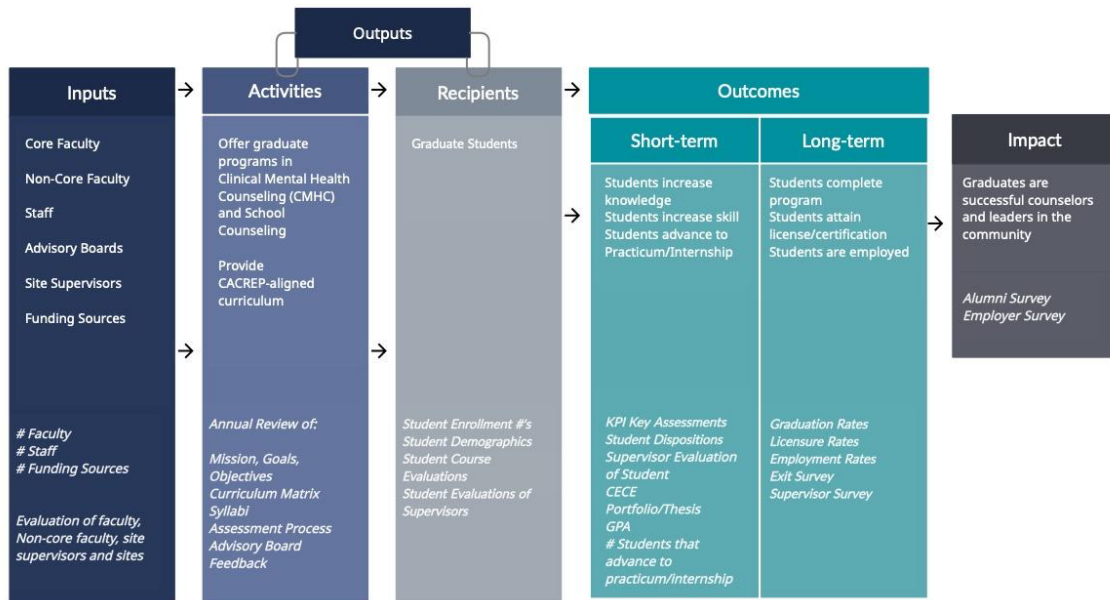 Outputs
Inputs
Core Faculty
Non-Core Faculty
Staff
Advisory Boards
Site Supervisors
Funding Sources
# Faculty
# Staff
# Funding Sources
Evaluation of faculty,
Non-core faculty, site
supervisors and sites
Activities
Offer graduate
programs in
Clinical Mental Health
Counseling (CMHC)
and School
Counseling
Provide
CACREP-aligned
curriculum
Annual Review of:
Mission, Goals,
Objectives
Curriculum Matrix
Syllabi
Assessment Process
Advisory Board
Feedback
Recipients
Graduate Students
Student Enrollment #'s
Student Demographics
Student Course
Evaluations
Student Evaluations of
Supervisors
Outcomes
Short-term
Students increase
knowledge
Students increase skill
Students advance to
Practicum/Internship
KPI Key Assessments
Student Dispositions
Supervisor Evaluation
of Student
CECE
Portfolio/Thesis
GPA
# Students that
advance to
practicum/internship
Long-term
Students complete
program
Students attain
license/certification
Students are employed
Graduation Rates
Licensure Rates
Employment Rates
Exit Survey
Supervisor Survey
Impact
Graduates are
successful counselors
and leaders in the
community
Alumni Survey
Employer Survey